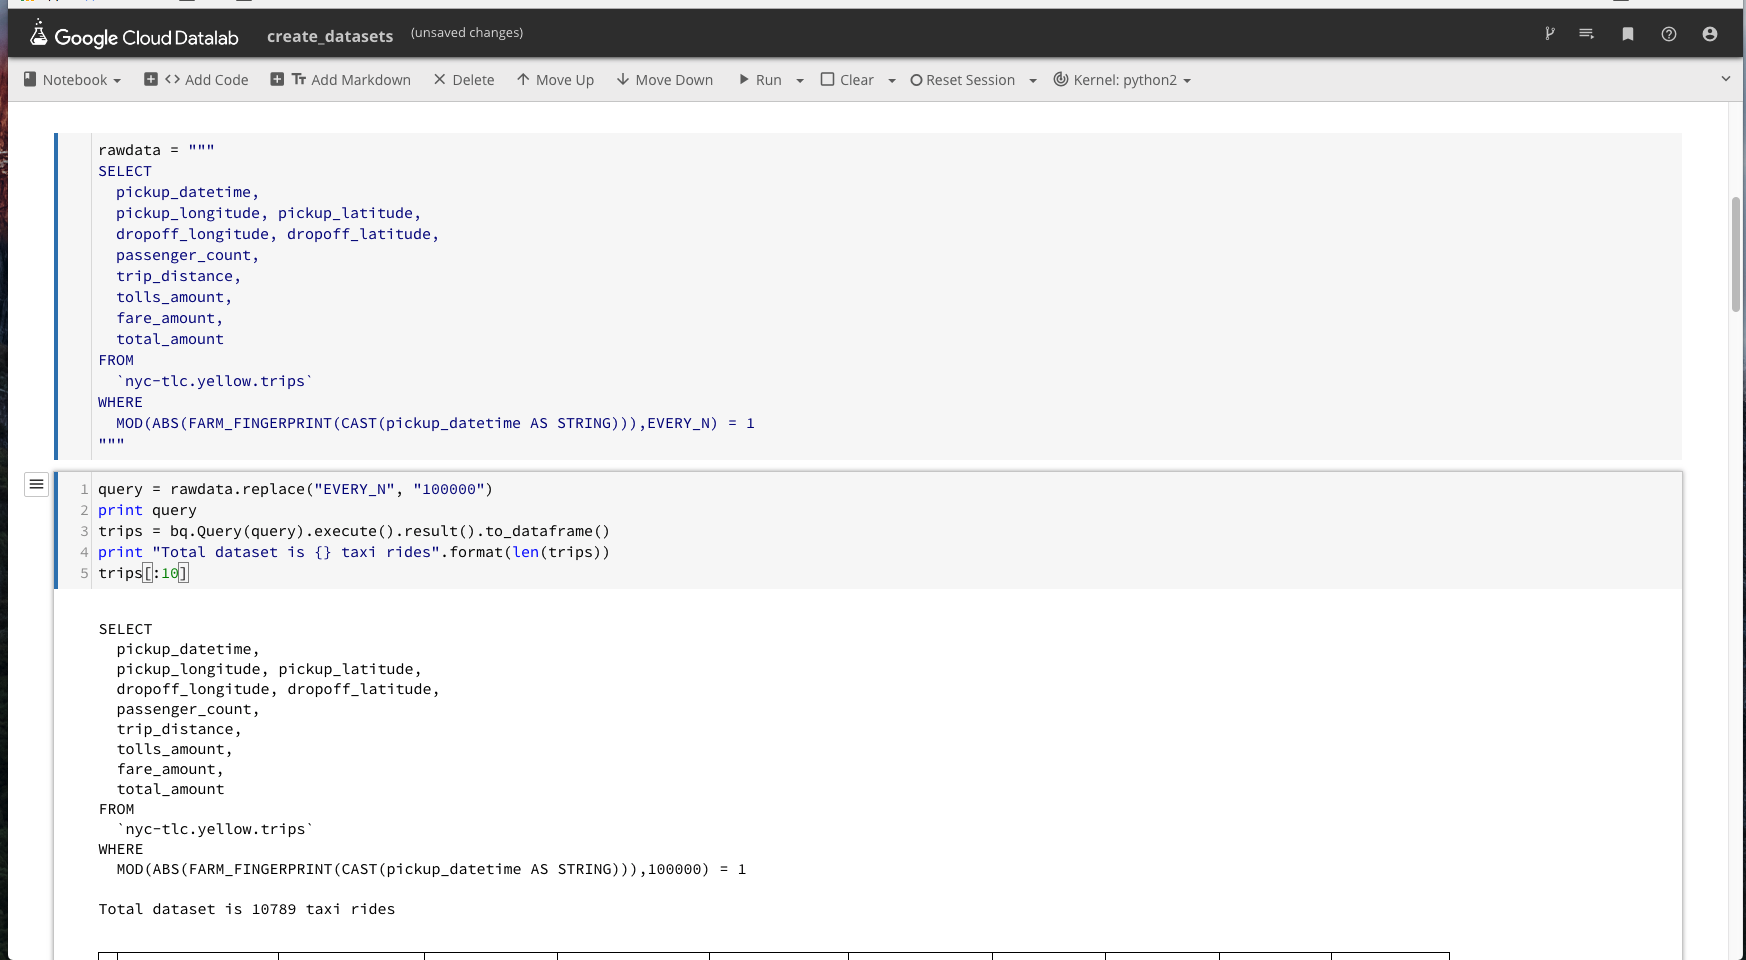 Google Cloud Datalab create_datasets (unsaved changes)
Notebook Add Code Add Markdown Delete Move Up Move Down Run Clear Reset Session Kernel: python2
rawdata = """
SELECT
  pickup_datetime,
  pickup_longitude, pickup_latitude,
  dropoff_longitude, dropoff_latitude,
  passenger_count,
  trip_distance,
  tolls_amount,
  fare_amount,
  total_amount
FROM
  `nyc-tlc.yellow.trips`
WHERE
  MOD(ABS(FARM_FINGERPRINT(CAST(pickup_datetime AS STRING))),EVERY_N) = 1
"""
1 query = rawdata.replace("EVERY_N", "100000")
2 print query
3 trips = bq.Query(query).execute().result().to_dataframe()
4 print "Total dataset is {} taxi rides".format(len(trips))
5 trips[:10]
SELECT
  pickup_datetime,
  pickup_longitude, pickup_latitude,
  dropoff_longitude, dropoff_latitude,
  passenger_count,
  trip_distance,
  tolls_amount,
  fare_amount,
  total_amount
FROM
  `nyc-tlc.yellow.trips`
WHERE
  MOD(ABS(FARM_FINGERPRINT(CAST(pickup_datetime AS STRING))),100000) = 1
Total dataset is 10789 taxi rides